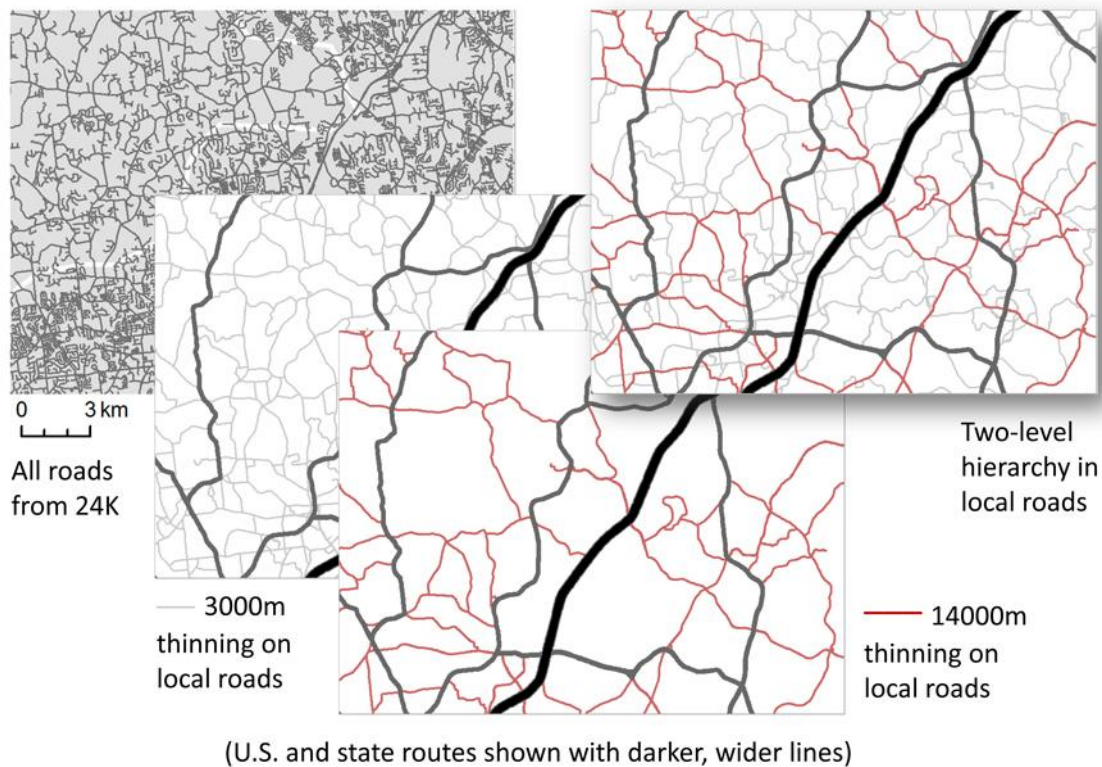 0 3 km
All roads
from 24K
3000m
thinning on
local roads
14000m
thinning on
local roads
Two-level
hierarchy in
local roads
(U.S. and state routes shown with darker, wider lines)